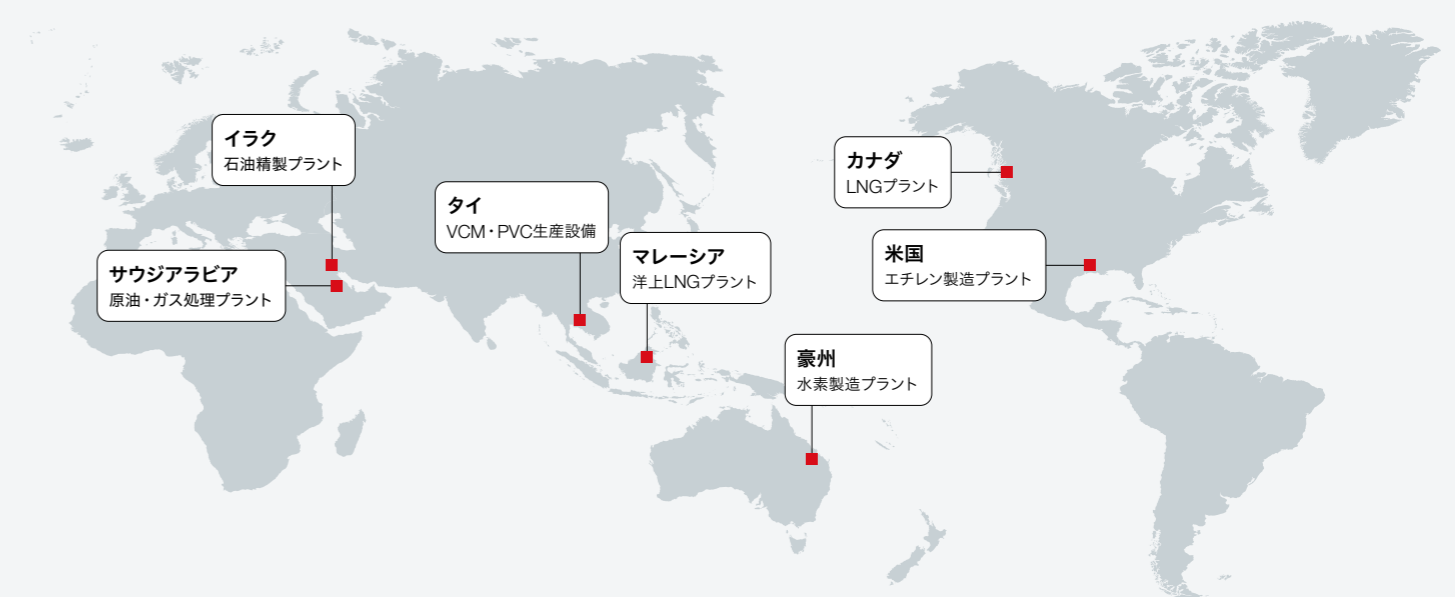 イラク
石油精製プラント
サウジアラビア
原油・ガス処理プラント
タイ
VCM・PVC生産設備
マレーシア
洋上LNGプラント
豪州
水素製造プラント
カナダ
LNGプラント
米国
エチレン製造プラント